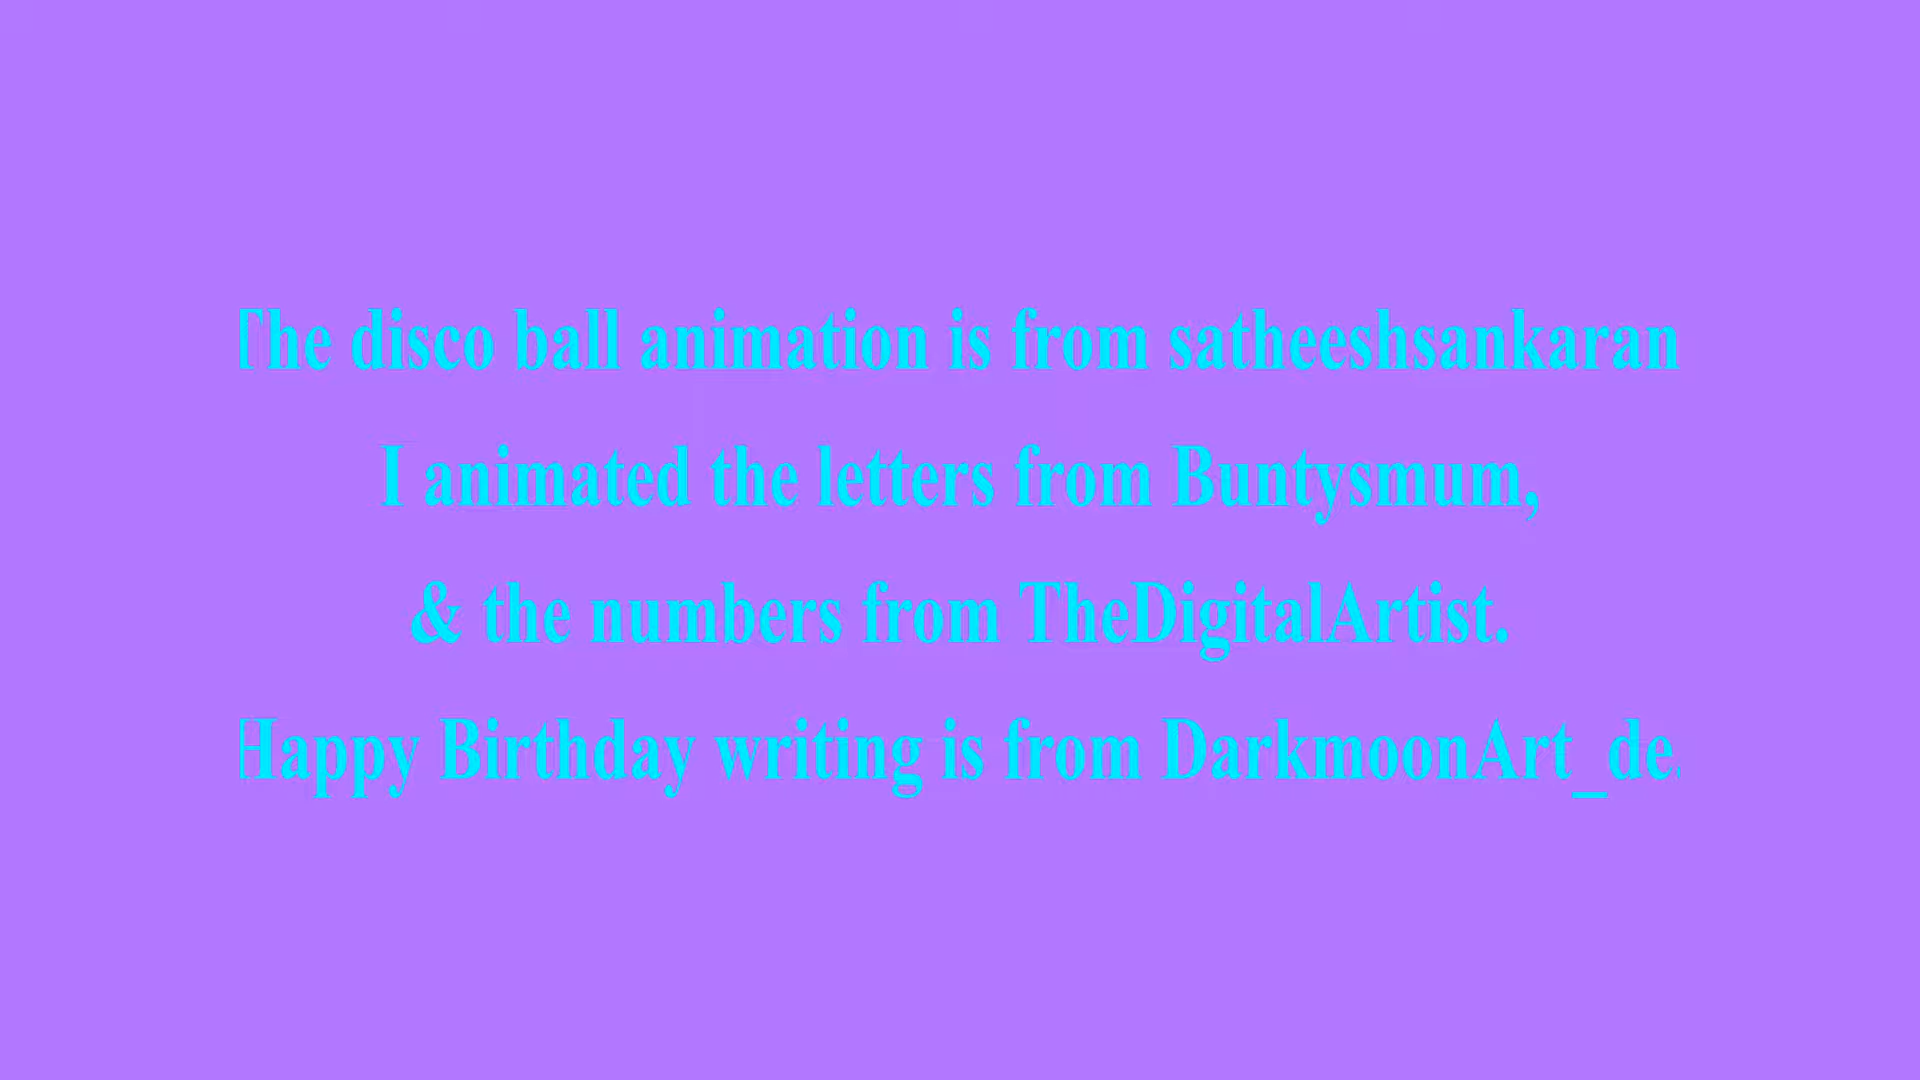 The disco ball animation is from satheeshsankaran
I animated the letters from Buntysmum,
& the numbers from TheDigitalArtist.
Happy Birthday writing is from DarkmoonArt_de.